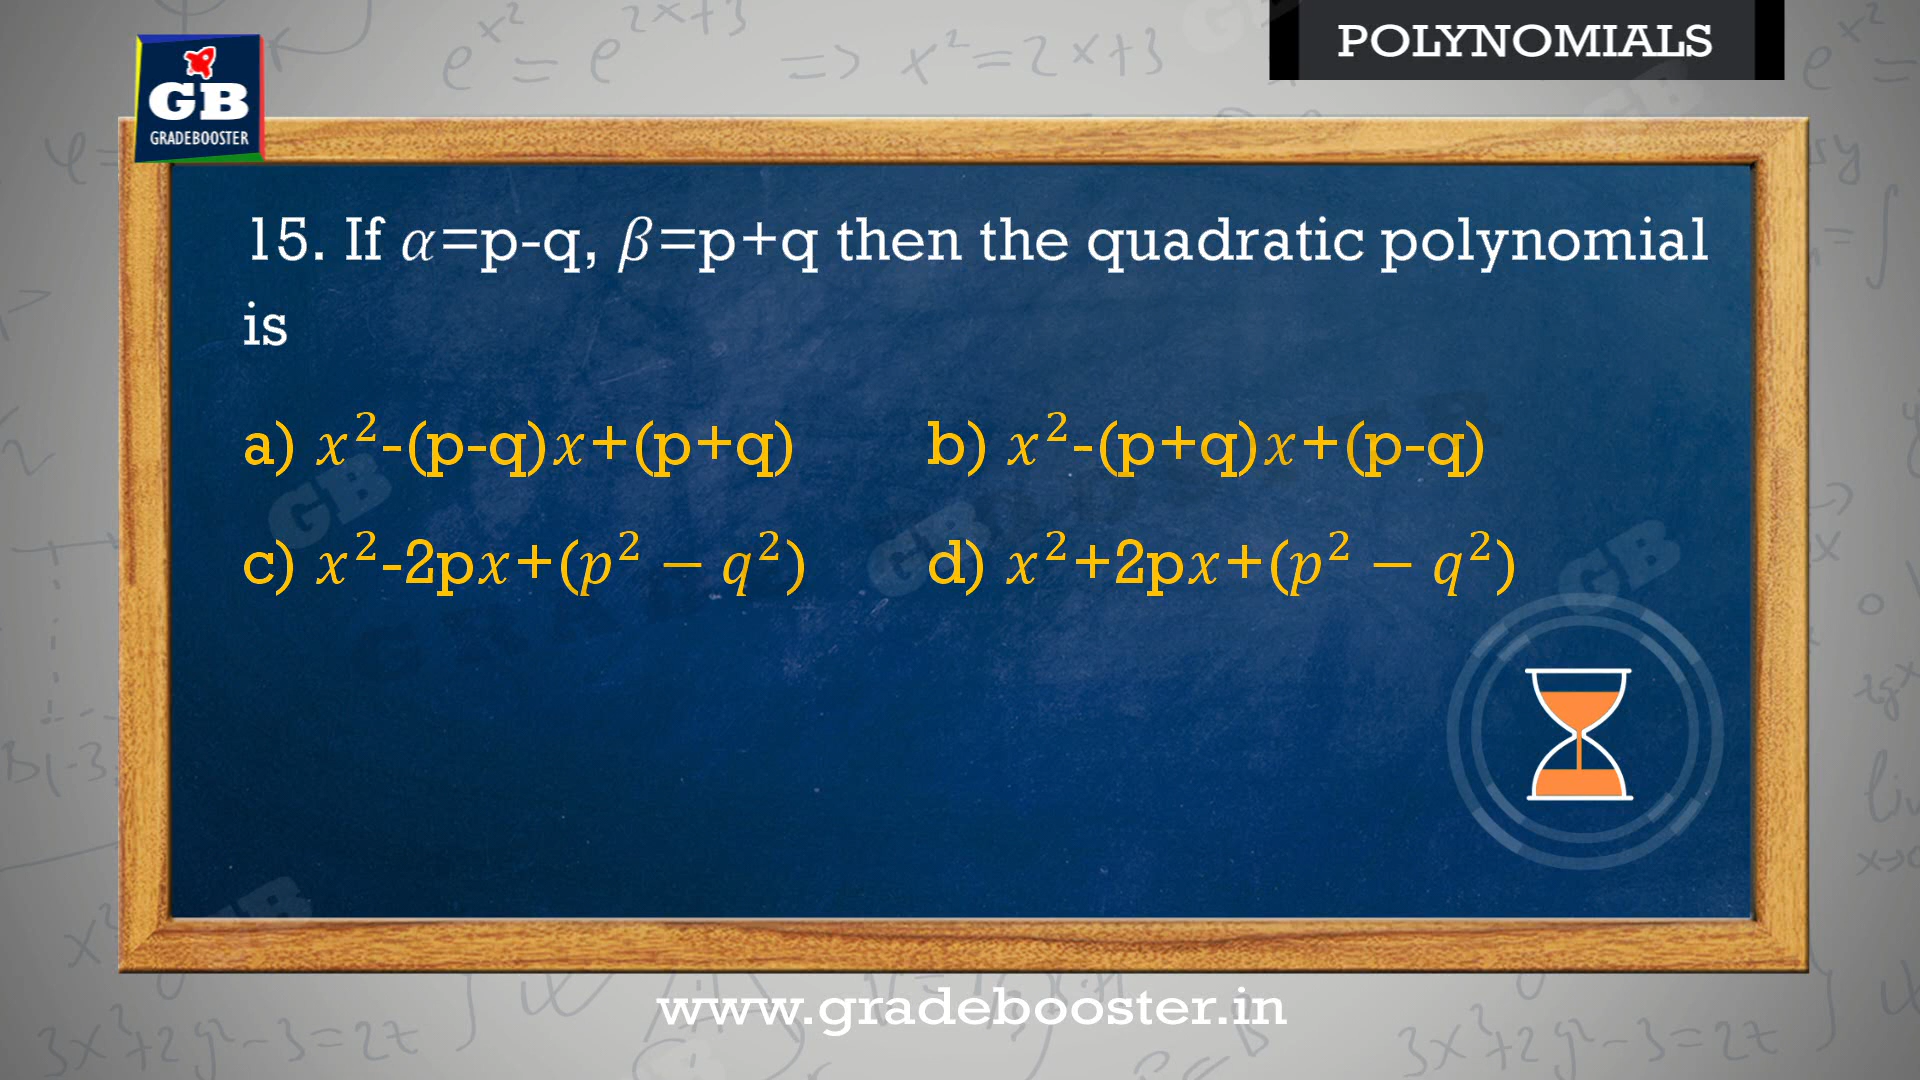 POLYNOMIALS
GB
GRADEBOOSTER
15. If 𝛼=p-q, 𝛽=p+q then the quadratic polynomial
is
a) 𝑥²-(p-q)𝑥+(p+q) b) 𝑥²-(p+q)𝑥+(p-q)
c) 𝑥²-2p𝑥+(𝑝² − 𝑞²) d) 𝑥²+2p𝑥+(𝑝² − 𝑞²)
www.gradebooster.in